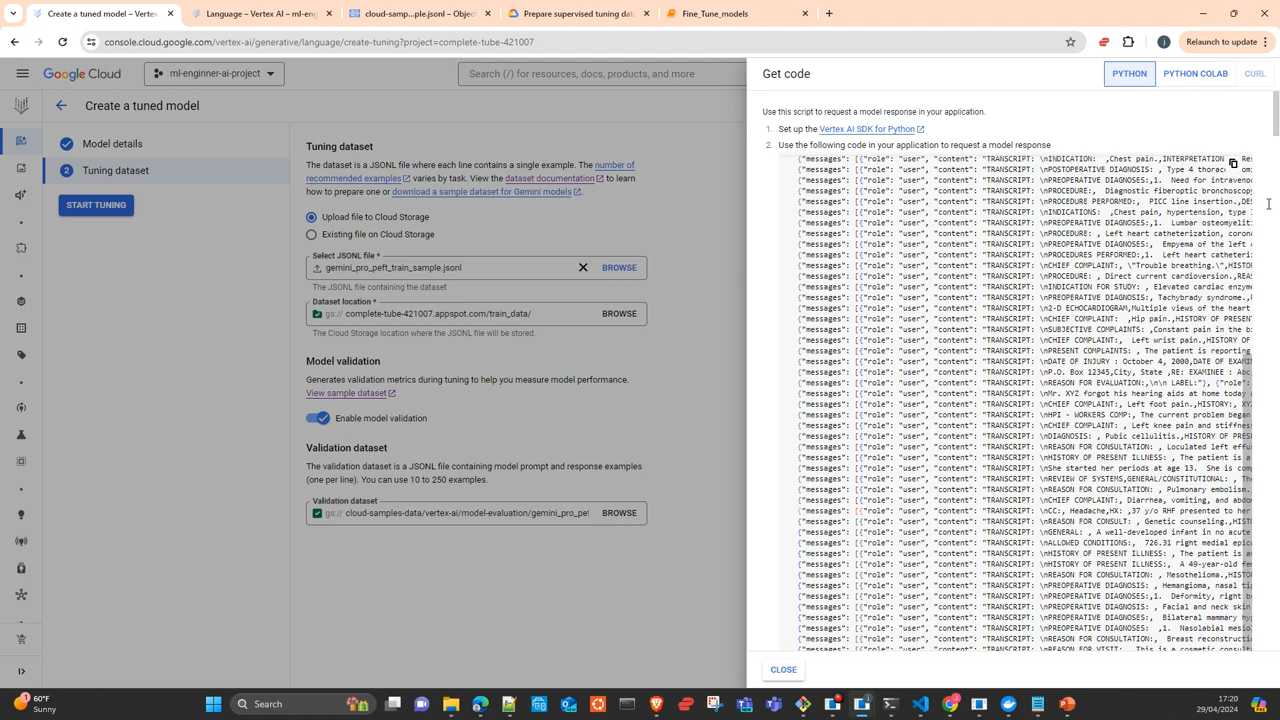 Create a tuned model – Vertex
Language – Vertex AI – ml-eng
cloud-samp...ple.jsonl – Objec
Prepare supervised tuning dat
Fine_Tune_models
console.cloud.google.com/vertex-ai/generative/language/create-tuning?project=complete-tube-421007
j
Relaunch to update
Google Cloud
ml-enginner-ai-project
Search (/) for resources, docs, products, and more
Create a tuned model
Model details
2
Tuning dataset
START TUNING
Tuning dataset
The dataset is a JSONL file where each line contains a single example. The number of
recommended examples varies by task. View the dataset documentation to learn
how to prepare one or download a sample dataset for Gemini models.
Upload file to Cloud Storage
Existing file on Cloud Storage
Select JSONL file *
gemini_pro_peft_train_sample.jsonl
BROWSE
The JSONL file containing the dataset
Dataset location *
gs:// complete-tube-421007.appspot.com/train_data/
BROWSE
The Cloud Storage location where the JSONL file will be stored.
Model validation
Generates validation metrics during tuning to help you measure model performance.
View sample dataset
Enable model validation
Validation dataset
The validation dataset is a JSONL file containing model prompt and response examples
(one per line). You can use 10 to 250 examples.
Validation dataset
gs:// cloud-samples-data/vertex-ai/model-evaluation/gemini_pro_pef
BROWSE
Get code
PYTHON
PYTHON COLAB
CURL
Use this script to request a model response in your application.
1. Set up the Vertex AI SDK for Python
2. Use the following code in your application to request a model response
{"messages": [{"role": "user", "content": "TRANSCRIPT: \nINDICATION: ,Chest pain.,INTERPRETATION
{"messages": [{"role": "user", "content": "TRANSCRIPT: \nPOSTOPERATIVE DIAGNOSIS: , Type 4 thorac
{"messages": [{"role": "user", "content": "TRANSCRIPT: \nPREOPERATIVE DIAGNOSES:,1. Need for intraveno
{"messages": [{"role": "user", "content": "TRANSCRIPT: \nPROCEDURE: , Diagnostic fiberoptic bronchoscopy
{"messages": [{"role": "user", "content": "TRANSCRIPT: \nPROCEDURE PERFORMED:, PICC line insertion.,DES
{"messages": [{"role": "user", "content": "TRANSCRIPT: \nINDICATIONS: ,Chest pain, hypertension, type
{"messages": [{"role": "user", "content": "TRANSCRIPT: \nPREOPERATIVE DIAGNOSES:,1. Lumbar osteomyelit
{"messages": [{"role": "user", "content": "TRANSCRIPT: \nPROCEDURE: , Left heart catheterization, corona
{"messages": [{"role": "user", "content": "TRANSCRIPT: \nPREOPERATIVE DIAGNOSES:, Empyema of the left
{"messages": [{"role": "user", "content": "TRANSCRIPT: \nPROCEDURES PERFORMED:,1. Left heart catheteriz
{"messages": [{"role": "user", "content": "TRANSCRIPT: \nCHIEF COMPLAINT:, \"Trouble breathing.\",HISTO
{"messages": [{"role": "user", "content": "TRANSCRIPT: \nPROCEDURE: , Direct current cardioversion.,REA
{"messages": [{"role": "user", "content": "TRANSCRIPT: \nINDICATION FOR STUDY: , Elevated cardiac enzyme
{"messages": [{"role": "user", "content": "TRANSCRIPT: \nPREOPERATIVE DIAGNOSIS:, Tachybrady syndrome.,
{"messages": [{"role": "user", "content": "TRANSCRIPT: \n2-D ECHOCARDIOGRAM,Multiple views of the heart
{"messages": [{"role": "user", "content": "TRANSCRIPT: \nCHIEF COMPLAINT: ,Hip pain.,HISTORY OF PRESENT
{"messages": [{"role": "user", "content": "TRANSCRIPT: \nSUBJECTIVE COMPLAINTS: ,Constant pain in the b
{"messages": [{"role": "user", "content": "TRANSCRIPT: \nCHIEF COMPLAINT:, Left wrist pain.,HISTORY OF
{"messages": [{"role": "user", "content": "TRANSCRIPT: \nPRESENT COMPLAINTS: , The patient is reporting
{"messages": [{"role": "user", "content": "TRANSCRIPT: \nDATE OF INJURY : October 4, 2000,DATE OF EXAMI
{"messages": [{"role": "user", "content": "TRANSCRIPT: \nP.O. Box 12345,City, State ,RE: EXAMINEE : Abc
{"messages": [{"role": "user", "content": "TRANSCRIPT: \nREASON FOR EVALUATION:,\n\n LABEL:"}, {"role":
{"messages": [{"role": "user", "content": "TRANSCRIPT: \nMr. XYZ forgot his hearing aids at home today
{"messages": [{"role": "user", "content": "TRANSCRIPT: \nCHIEF COMPLAINT:, Left foot pain.,HISTORY:, XYZ
{"messages": [{"role": "user", "content": "TRANSCRIPT: \nHPI - WORKERS COMP:, The current problem began
{"messages": [{"role": "user", "content": "TRANSCRIPT: \nCHIEF COMPLAINT: , Left knee pain and stiffnes
{"messages": [{"role": "user", "content": "TRANSCRIPT: \nDIAGNOSIS: , Pubic cellulitis.,HISTORY OF PRES
{"messages": [{"role": "user", "content": "TRANSCRIPT: \nREASON FOR CONSULTATION: , Loculated left effus
{"messages": [{"role": "user", "content": "TRANSCRIPT: \nHISTORY OF PRESENT ILLNESS: , The patient is a
{"messages": [{"role": "user", "content": "TRANSCRIPT: \nShe started her periods at age 13. She is comp
{"messages": [{"role": "user", "content": "TRANSCRIPT: \nREVIEW OF SYSTEMS,GENERAL/CONSTITUTIONAL: , The
{"messages": [{"role": "user", "content": "TRANSCRIPT: \nREASON FOR CONSULTATION: , Pulmonary embolism.
{"messages": [{"role": "user", "content": "TRANSCRIPT: \nCHIEF COMPLAINT:, Diarrhea, vomiting, and abdo
{"messages": [{"role": "user", "content": "TRANSCRIPT: \nCC:, Headache,HX: ,37 y/o RHF presented to her
{"messages": [{"role": "user", "content": "TRANSCRIPT: \nREASON FOR CONSULT: , Genetic counseling.,HIST
{"messages": [{"role": "user", "content": "TRANSCRIPT: \nGENERAL: , A well-developed infant in no acute
{"messages": [{"role": "user", "content": "TRANSCRIPT: \nALLOWED CONDITIONS:, 726.31 right medial epic
{"messages": [{"role": "user", "content": "TRANSCRIPT: \nHISTORY OF PRESENT ILLNESS: , The patient is a
{"messages": [{"role": "user", "content": "TRANSCRIPT: \nHISTORY OF PRESENT ILLNESS:, A 49-year-old fem
{"messages": [{"role": "user", "content": "TRANSCRIPT: \nREASON FOR CONSULTATION: , Mesothelioma.,HISTO
{"messages": [{"role": "user", "content": "TRANSCRIPT: \nPREOPERATIVE DIAGNOSES: , Hemangioma, nasal ti
{"messages": [{"role": "user", "content": "TRANSCRIPT: \nPREOPERATIVE DIAGNOSES:,1. Deformity, right b
{"messages": [{"role": "user", "content": "TRANSCRIPT: \nPREOPERATIVE DIAGNOSIS: , Facial and neck skin
{"messages": [{"role": "user", "content": "TRANSCRIPT: \nPREOPERATIVE DIAGNOSES:, Bilateral mammary hy
{"messages": [{"role": "user", "content": "TRANSCRIPT: \nPREOPERATIVE DIAGNOSES: ,1. Nasolabial mesio
{"messages": [{"role": "user", "content": "TRANSCRIPT: \nREASON FOR CONSULTATION:, Breast reconstructi
{"messages": [{"role": "user", "content": "TRANSCRIPT: \nREASON FOR VISIT: , This is a cosmetic consult
CLOSE
60°F
Sunny
Search
17:20
29/04/2024